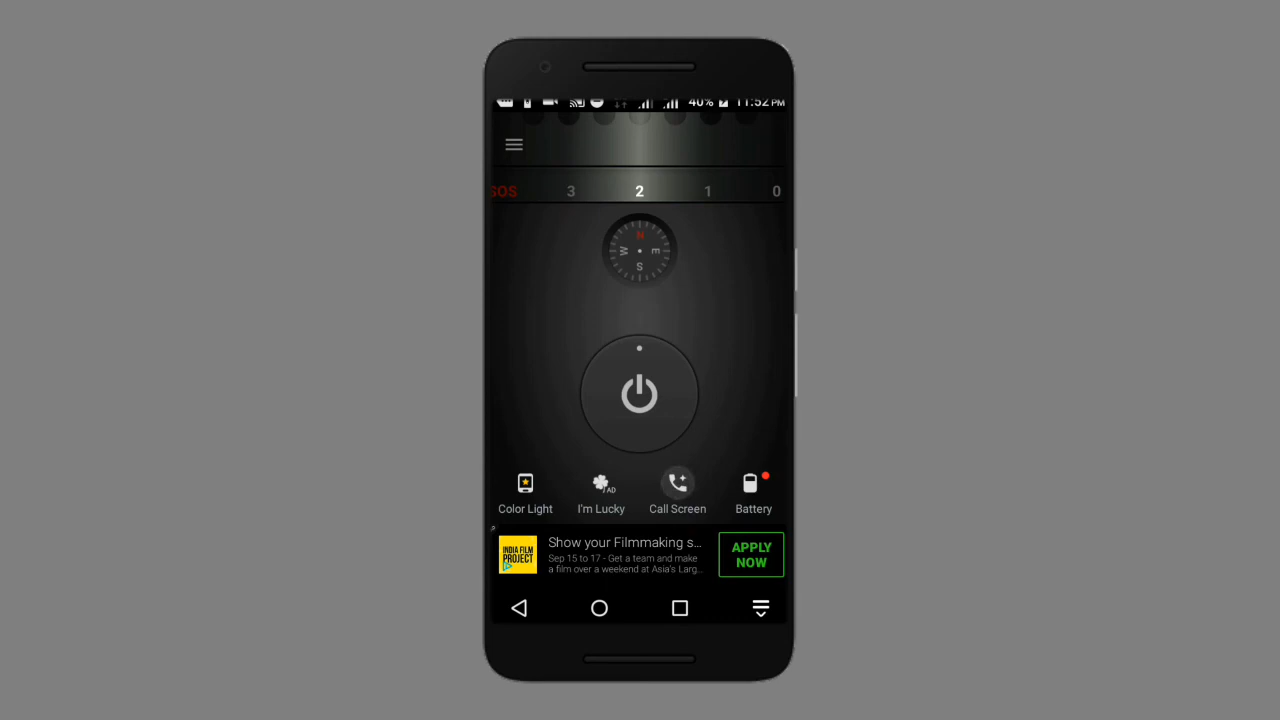 40% 11:52 PM
SOS 3 2 1 0
N
W E
S
Color Light I'm Lucky AD Call Screen Battery
INDIA FILM
PROJECT
Show your Filmmaking s...
Sep 15 to 17 - Get a team and make
a film over a weekend at Asia's Larg...
APPLY
NOW